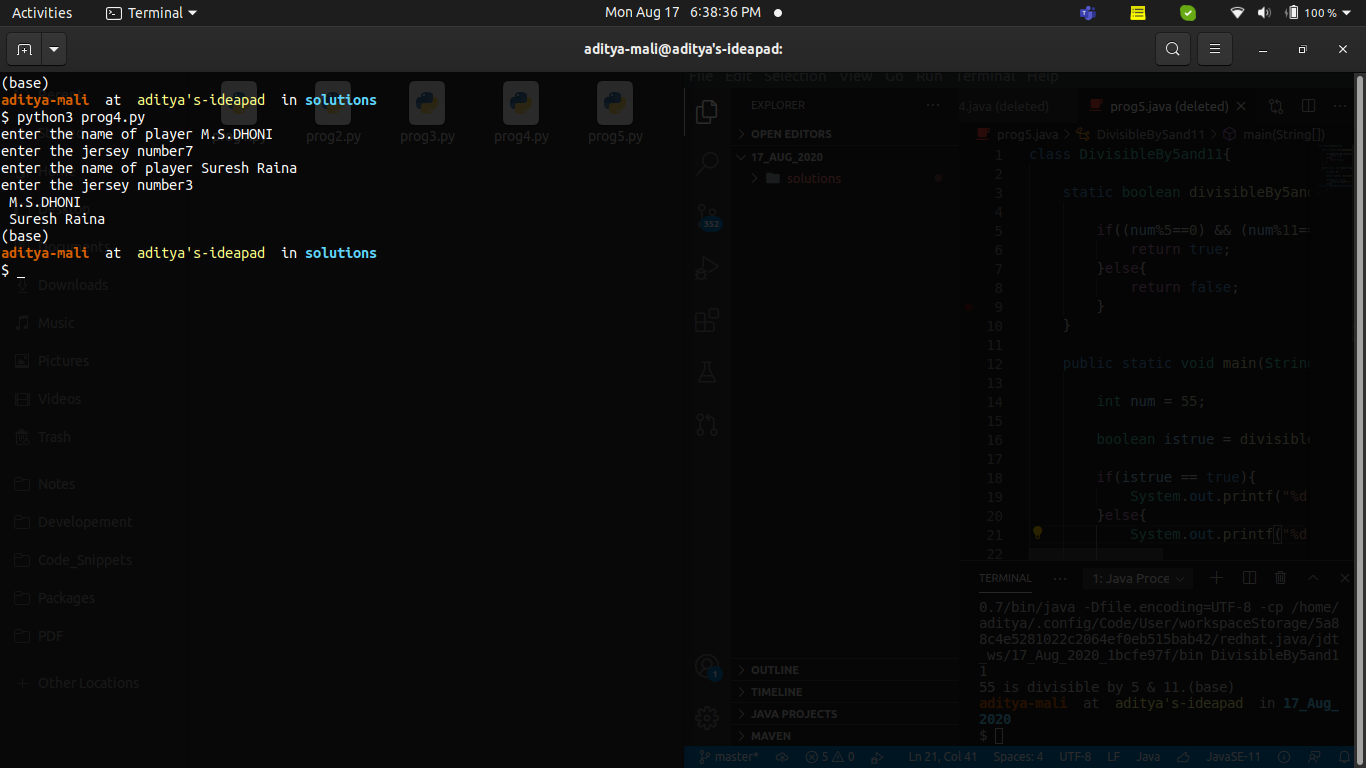 Activities
Terminal
Mon Aug 17 6:38:36 PM
100 %
aditya-mali@aditya's-ideapad:
(base)
aditya-mali at aditya's-ideapad in solutions
$ python3 prog4.py
enter the name of player M.S.DHONI
enter the jersey number7
enter the name of player Suresh Raina
enter the jersey number3
M.S.DHONI
Suresh Raina
(base)
aditya-mali at aditya's-ideapad in solutions
$ _
prog2.py
prog3.py
prog4.py
prog5.py
Downloads
Music
Pictures
Videos
Trash
Notes
Developement
Code_Snippets
Packages
PDF
Other Locations
File Edit Selection View Go Run Terminal Help
EXPLORER
OPEN EDITORS
17_AUG_2020
solutions
352
1
OUTLINE
TIMELINE
JAVA PROJECTS
MAVEN
4.java (deleted)
prog5.java (deleted)
prog5.java > DivisibleBy5and11 > main(String[])
1 class DivisibleBy5and11{
2
3 static boolean divisibleBy5and
4
5 if((num%5==0) && (num%11==
6 return true;
7 }else{
8 return false;
9 }
10 }
11
12 public static void main(String
13
14 int num = 55;
15
16 boolean istrue = divisible
17
18 if(istrue == true){
19 System.out.printf("%d
20 }else{
21 System.out.printf("%d
22
TERMINAL
1: Java Proce
0.7/bin/java -Dfile.encoding=UTF-8 -cp /home/
aditya/.config/Code/User/workspaceStorage/5a8
8c4e5281022c2064ef0eb515bab42/redhat.java/jdt
_ws/17_Aug_2020_1bcfe97f/bin DivisibleBy5and1
1
55 is divisible by 5 & 11.(base)
aditya-mali at aditya's-ideapad in 17_Aug_
2020
$
master*
5
0
Ln 21, Col 41
Spaces: 4
UTF-8
LF
Java
JavaSE-11